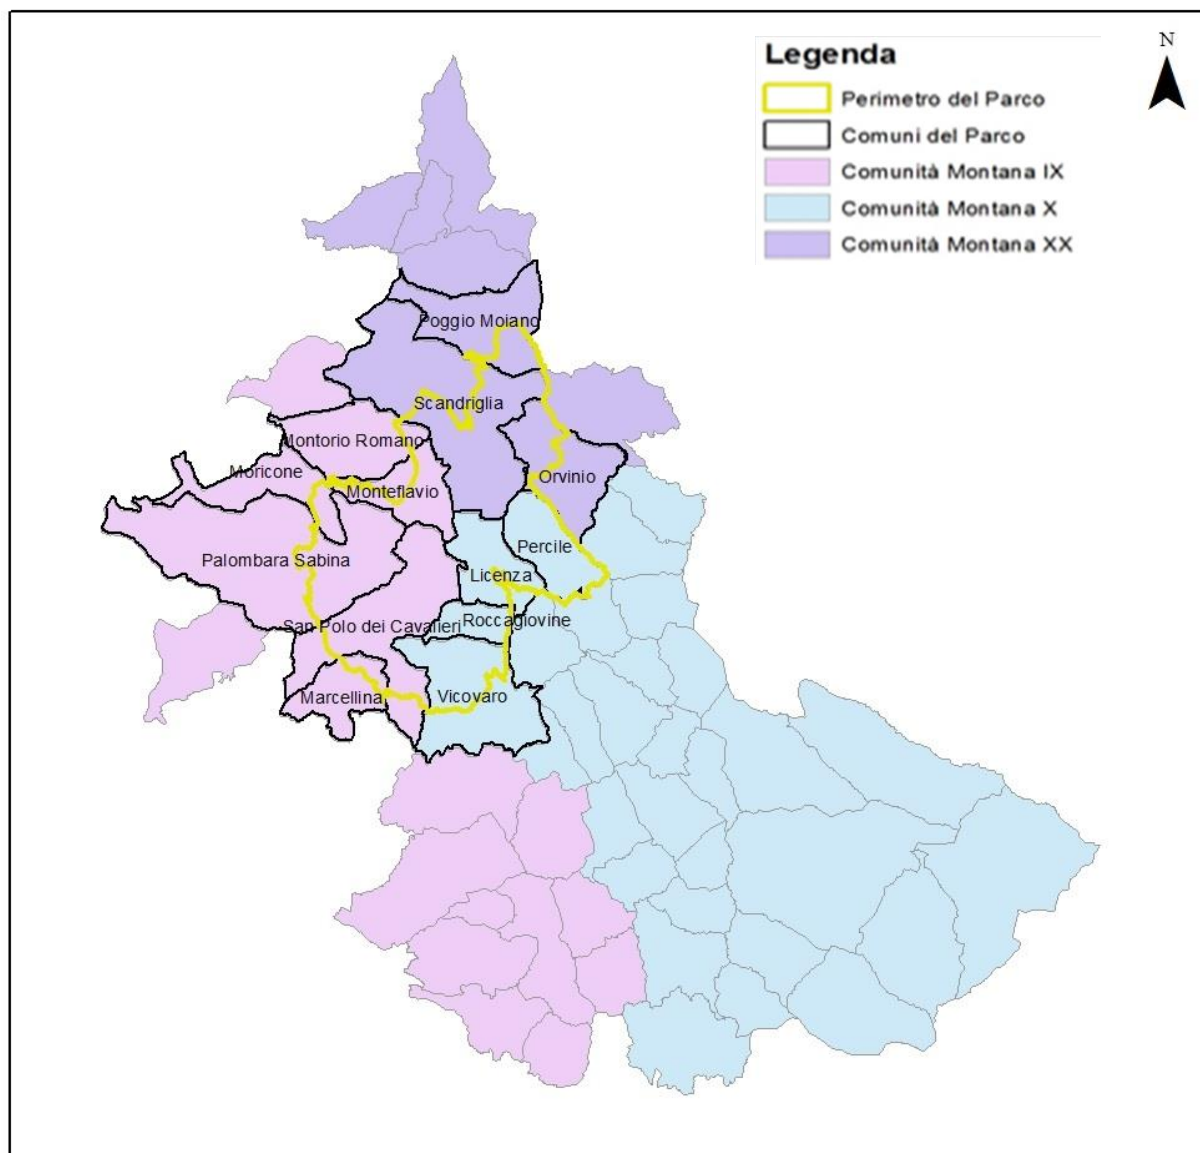 N
Legenda
Perimetro del Parco
Comuni del Parco
Comunità Montana IX
Comunità Montana X
Comunità Montana XX
Poggio Moiano
Scandriglia
Montorio Romano
Moricone
Monteflavio
Orvinio
Palombara Sabina
Percile
Licenza
San Polo dei Cavalieri
Roccagiovine
Marcellina
Vicovaro